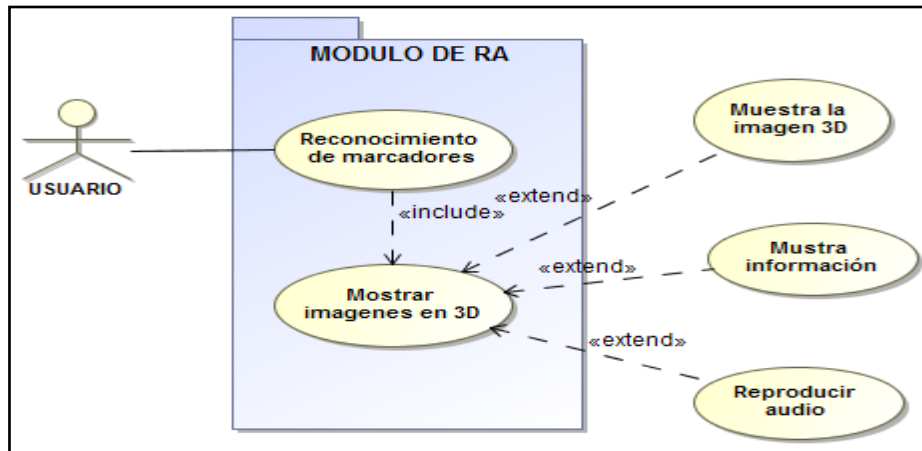 MODULO DE RA
Reconocimiento
de marcadores
USUARIO
«include»
«extend»
Muestra la
imagen 3D
«extend»
Mustra
información
Mostrar
imagenes en 3D
«extend»
Reproducir
audio